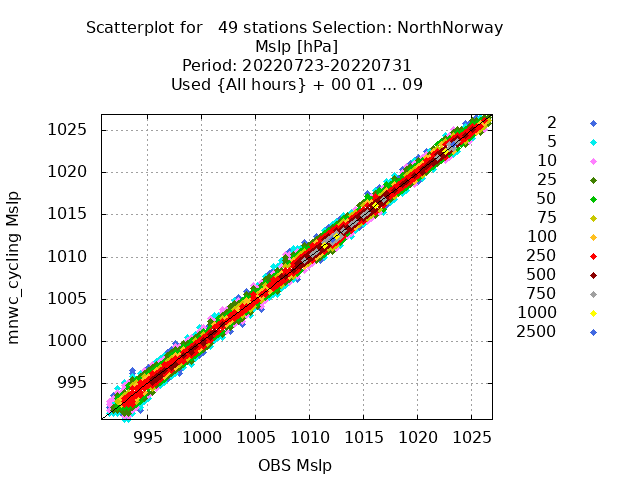 Scatterplot for   49 stations Selection: NorthNorway
Mslp [hPa]
Period: 20220723-20220731
Used {All hours} + 00 01 ... 09
mnwc_cycling Mslp
1025
1020
1015
1010
1005
1000
995
995 1000 1005 1010 1015 1020 1025
OBS Mslp
2
5
10
25
50
75
100
250
500
750
1000
2500